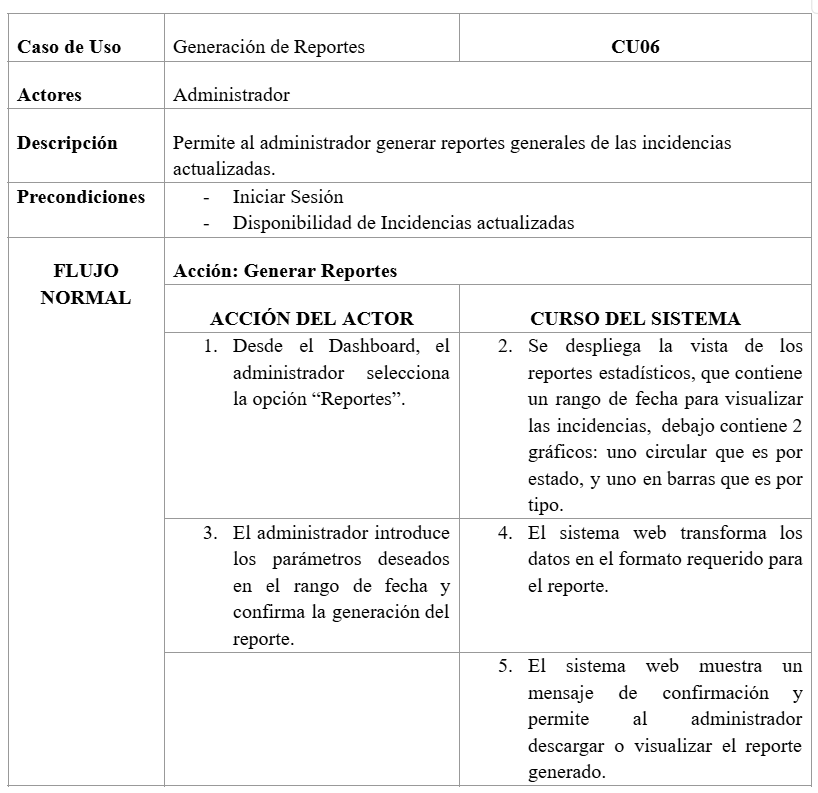 Caso de Uso
Generación de Reportes
CU06
Actores
Administrador
Descripción
Permite al administrador generar reportes generales de las incidencias
actualizadas.
Precondiciones
- Iniciar Sesión
- Disponibilidad de Incidencias actualizadas
FLUJO
NORMAL
Acción: Generar Reportes
ACCIÓN DEL ACTOR
CURSO DEL SISTEMA
1. Desde el Dashboard, el
administrador selecciona
la opción “Reportes”.
2. Se despliega la vista de los
reportes estadísticos, que contiene
un rango de fecha para visualizar
las incidencias, debajo contiene 2
gráficos: uno circular que es por
estado, y uno en barras que es por
tipo.
3. El administrador introduce
los parámetros deseados
en el rango de fecha y
confirma la generación del
reporte.
4. El sistema web transforma los
datos en el formato requerido para
el reporte.
5. El sistema web muestra un
mensaje de confirmación y
permite al administrador
descargar o visualizar el reporte
generado.